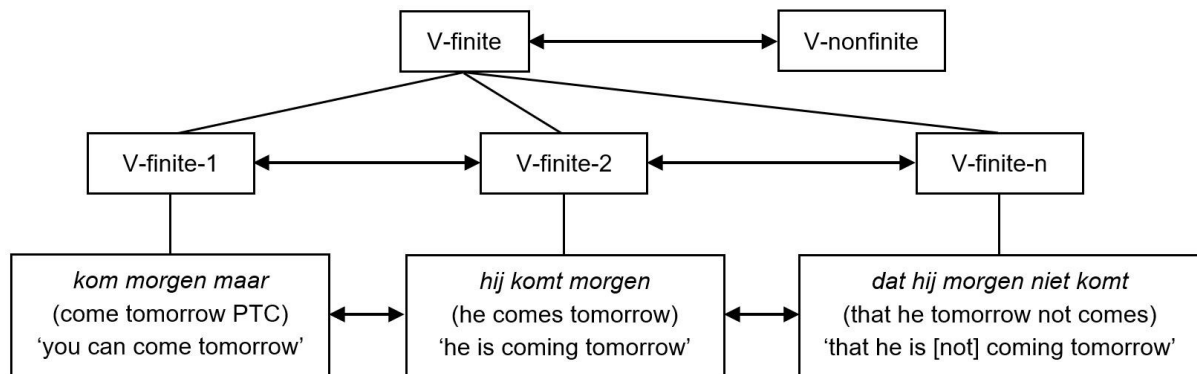 V-finite
V-nonfinite
V-finite-1
V-finite-2
V-finite-n
kom morgen maar
(come tomorrow PTC)
‘you can come tomorrow’
hij komt morgen
(he comes tomorrow)
‘he is coming tomorrow’
dat hij morgen niet komt
(that he tomorrow not comes)
‘that he is [not] coming tomorrow’